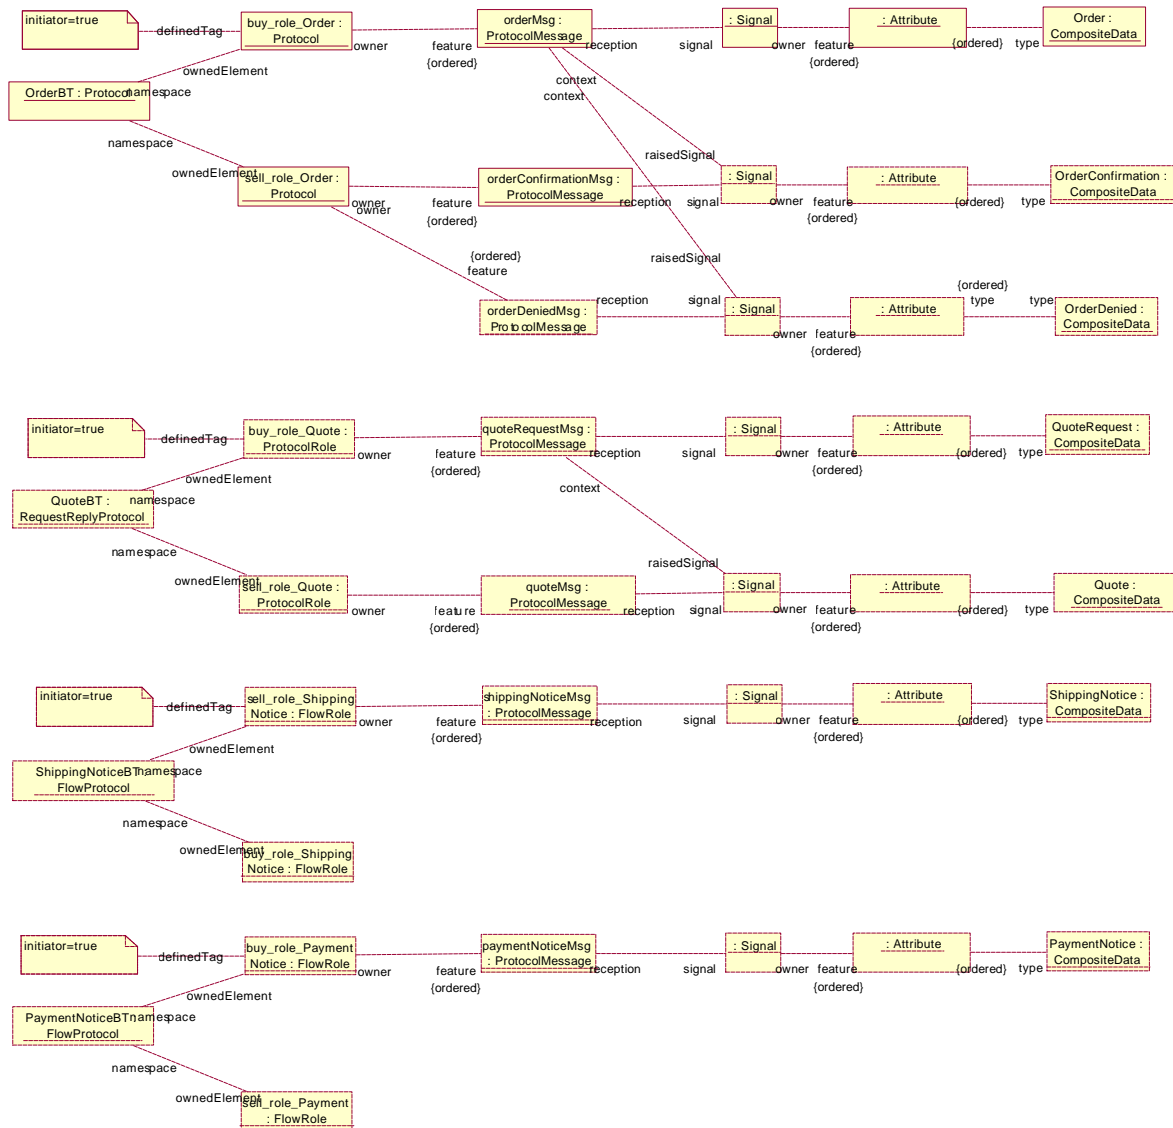 initiator=true
definedTag
buy_role_Order :
Protocol
owner
feature
{ordered}
orderMsg :
ProtocolMessage
reception
signal
: Signal
owner
feature
{ordered}
: Attribute
{ordered}
type
Order :
CompositeData
ownedElement
OrderBT : Protocol
namespace
context
context
namespace
ownedElement
raisedSignal
sell_role_Order :
Protocol
owner
owner
feature
{ordered}
orderConfirmationMsg :
ProtocolMessage
reception
signal
: Signal
owner
feature
{ordered}
: Attribute
{ordered}
type
OrderConfirmation :
CompositeData
{ordered}
feature
raisedSignal
orderDeniedMsg :
ProtocolMessage
reception
signal
: Signal
owner
feature
{ordered}
: Attribute
{ordered}
type
type
OrderDenied :
CompositeData
initiator=true
definedTag
buy_role_Quote :
ProtocolRole
owner
feature
{ordered}
quoteRequestMsg :
ProtocolMessage
reception
signal
: Signal
owner
feature
{ordered}
: Attribute
{ordered}
type
QuoteRequest :
CompositeData
ownedElement
QuoteBT :
RequestReplyProtocol
namespace
context
namespace
ownedElement
raisedSignal
sell_role_Quote :
ProtocolRole
owner
feature
{ordered}
quoteMsg :
ProtocolMessage
reception
signal
: Signal
owner
feature
{ordered}
: Attribute
{ordered}
type
Quote :
CompositeData
initiator=true
definedTag
sell_role_Shipping
Notice : FlowRole
owner
feature
{ordered}
shippingNoticeMsg
: ProtocolMessage
reception
signal
: Signal
owner
feature
{ordered}
: Attribute
{ordered}
type
ShippingNotice :
CompositeData
ownedElement
ShippingNoticeBT
FlowProtocol
namespace
namespace
ownedElement
buy_role_Shipping
Notice : FlowRole
initiator=true
definedTag
buy_role_Payment
Notice : FlowRole
owner
feature
{ordered}
paymentNoticeMsg
: ProtocolMessage
reception
signal
: Signal
owner
feature
{ordered}
: Attribute
{ordered}
type
PaymentNotice :
CompositeData
ownedElement
PaymentNoticeBT :
FlowProtocol
namespace
namespace
ownedElement
sell_role_Payment
: FlowRole